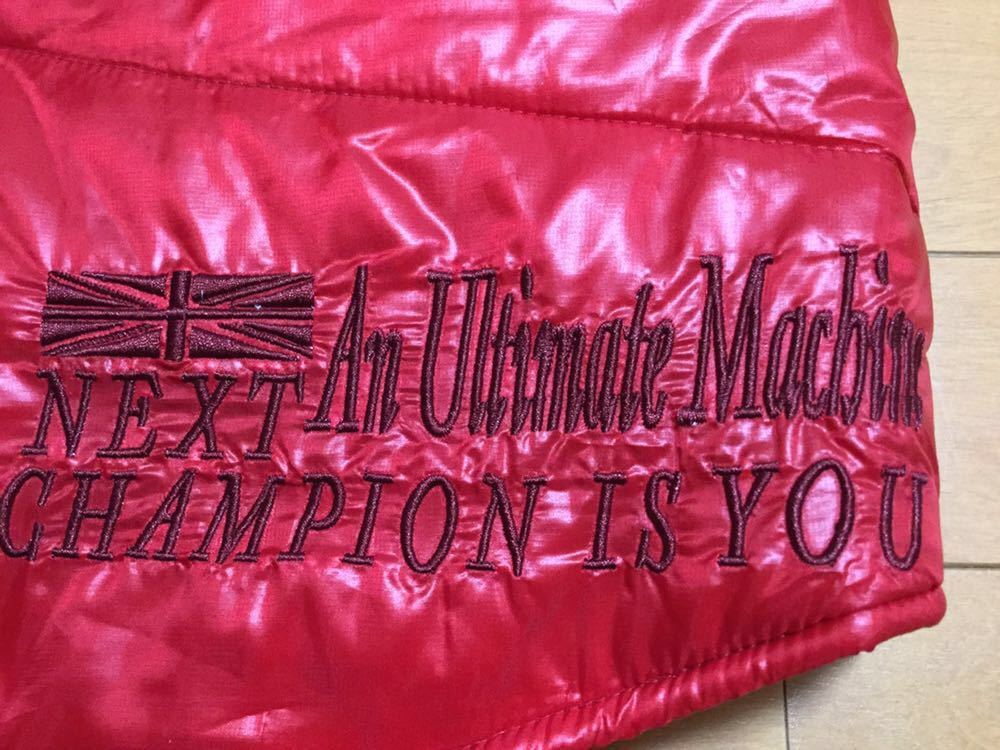 An Ultimate Machine
NEXT
CHAMPION IS YOU